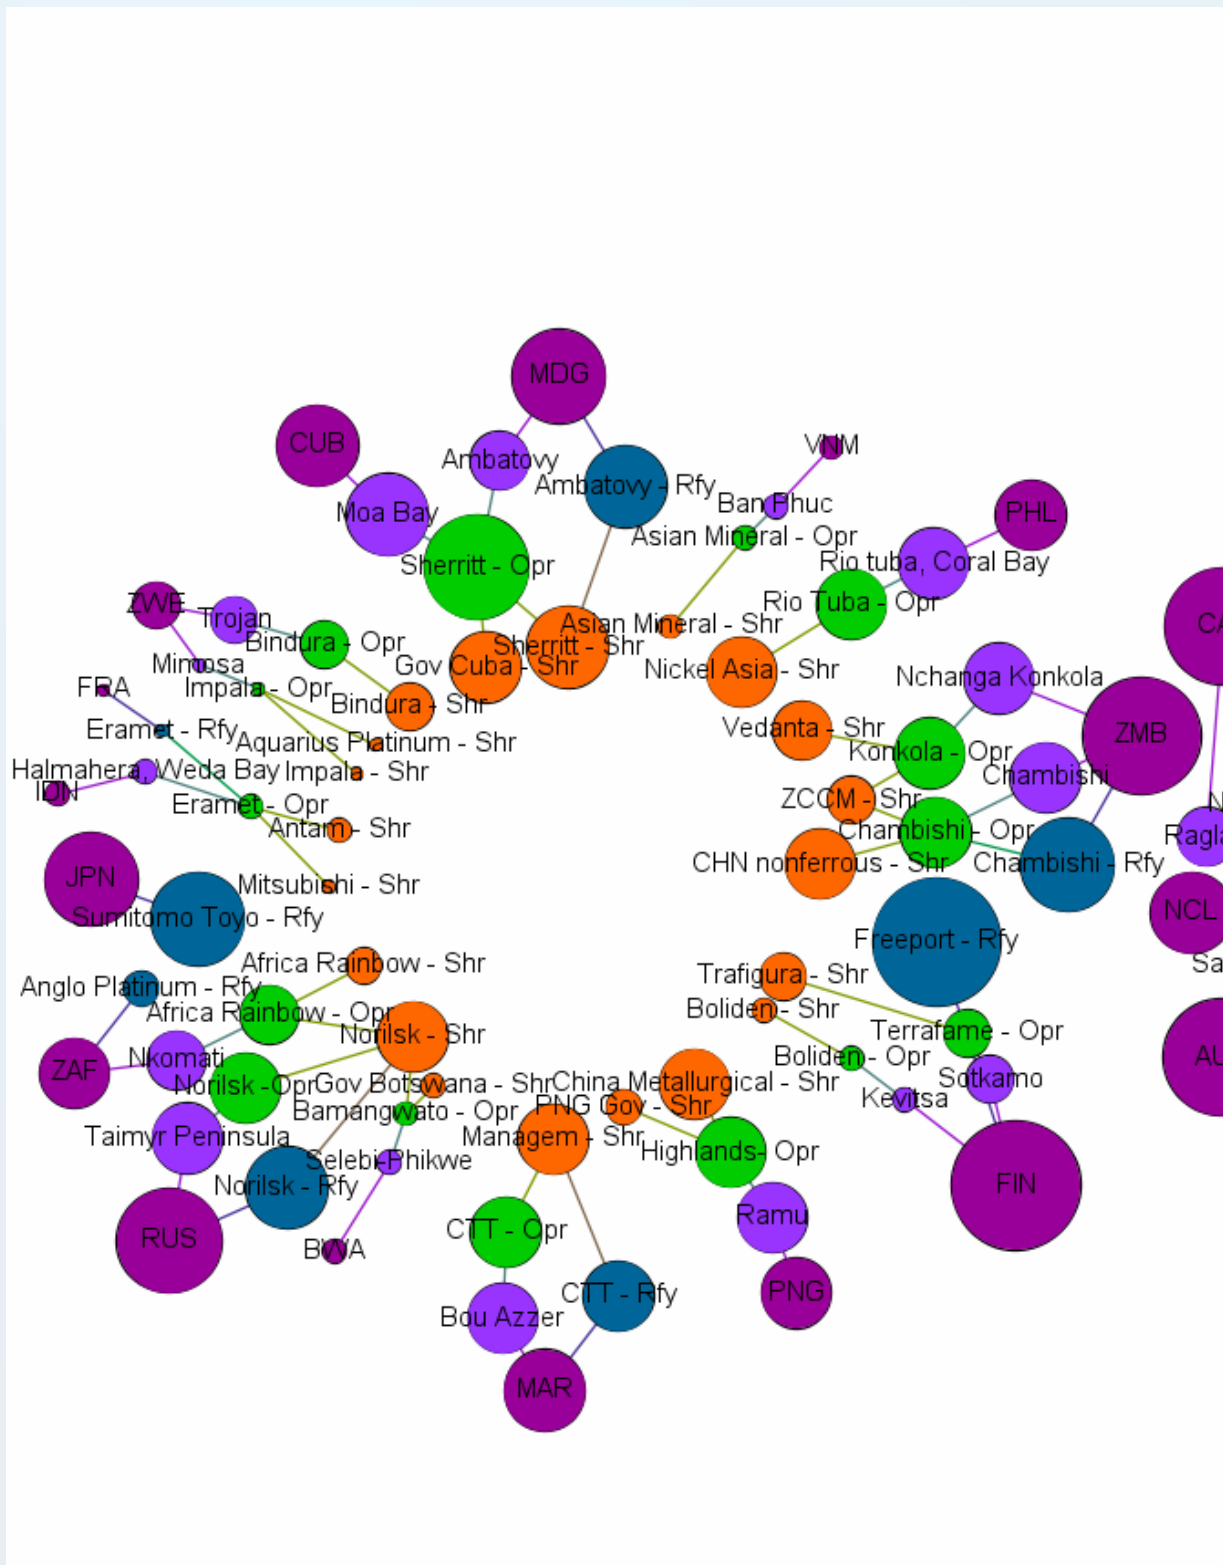 MDG
CUB
VNM
Ambatovy
Ambatovy - Rfy
Ban Phuc
Moa Bay
PHL
Asian Mineral - Opr
Rio tuba, Coral Bay
Sherritt - Opr
ZWE
Trojan
Rio Tuba - Opr
Asian Mineral - Shr
Bindura - Opr
Sherritt - Shr
Mimosa
Gov Cuba - Shr
Nickel Asia - Shr
Nchanga Konkola
FRA
Impala - Opr
Bindura - Shr
Eramet - Rfy
Vedanta - Shr
ZMB
Aquarius Platinum - Shr
Konkola - Opr
Halmahera, Weda Bay
Impala - Shr
Chambishi
IDN
Eramet - Opr
ZCCM - Shr
Antam - Shr
Chambishi - Opr
CHN nonferrous - Shr
Chambishi - Rfy
JPN
Mitsubishi - Shr
Sumitomo Toyo - Rfy
NCL
Freeport - Rfy
Africa Rainbow - Shr
Trafigura - Shr
Anglo Platinum - Rfy
Africa Rainbow - Opr
Boliden - Shr
Norilsk - Shr
Terrafame - Opr
Nkomati
Boliden - Opr
ZAF
Norilsk -Opr
Gov Botswana - Shr
China Metallurgical - Shr
Sotkamo
Bamangwato - Opr
PNG Gov - Shr
Kevitsa
Taimyr Peninsula
Managem - Shr
Highlands- Opr
Selebi-Phikwe
Norilsk - Rfy
FIN
Ramu
CTT - Opr
RUS
BWA
CTT - Rfy
PNG
Bou Azzer
MAR